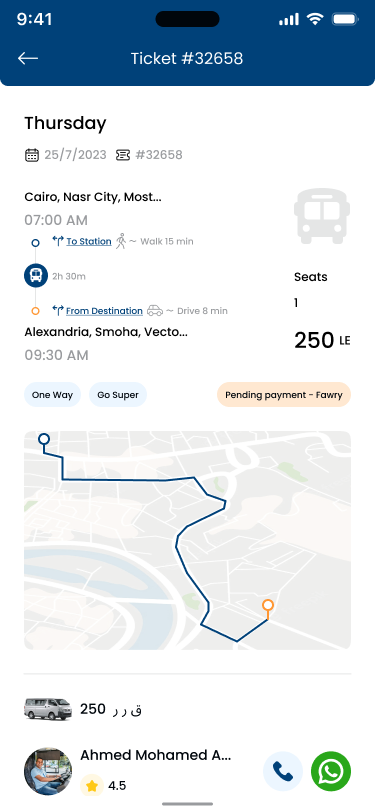 9:41
Ticket #32658
Thursday
25/7/2023 #32658
Cairo, Nasr City, Most...
07:00 AM
To Station ~ Walk 15 min
2h 30m
From Destination ~ Drive 8 min
Alexandria, Smoha, Vecto...
09:30 AM
Seats
1
250 LE
One Way Go Super Pending payment - Fawry
250 ق ر ر
Ahmed Mohamed A...
4.5